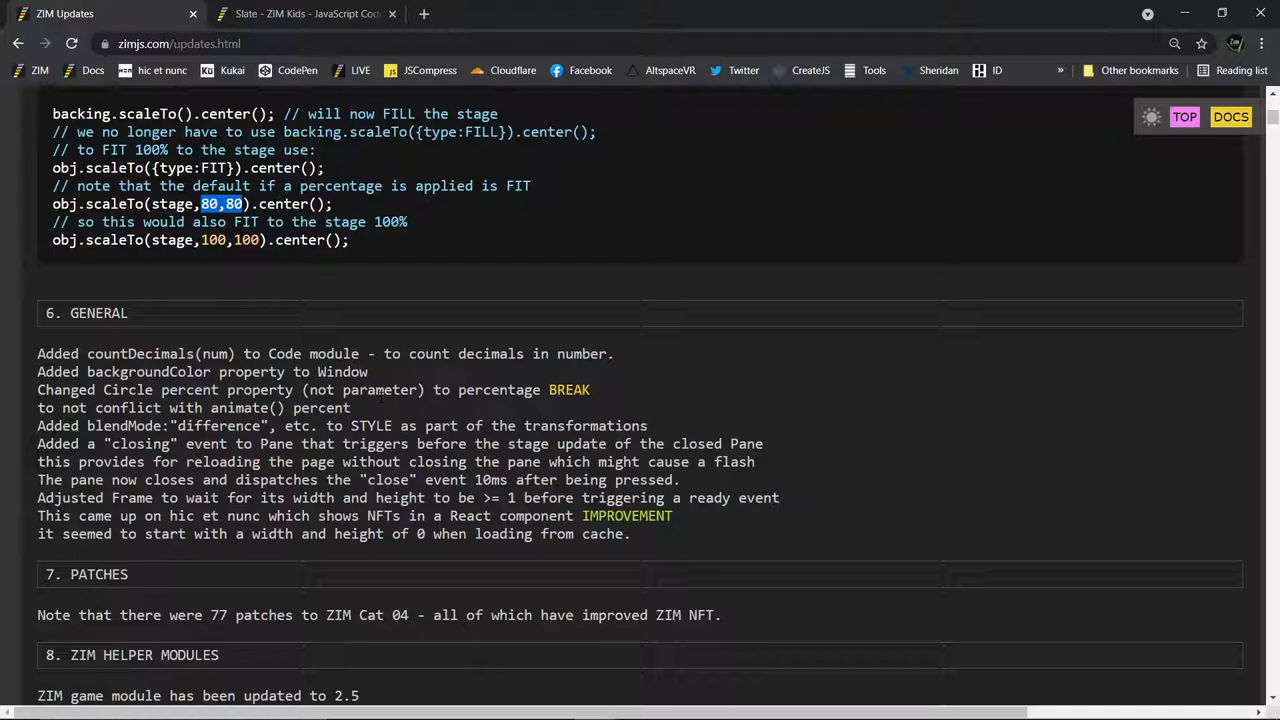 ZIM Updates
Slate - ZIM Kids - JavaScript Cod
zimjs.com/updates.html
ZIM
Docs
hic et nunc
Kukai
CodePen
LIVE
JSCompress
Cloudflare
Facebook
AltspaceVR
Twitter
CreateJS
Tools
Sheridan
ID
»
Other bookmarks
Reading list
TOP
DOCS
backing.scaleTo().center(); // will now FILL the stage
// we no longer have to use backing.scaleTo({type:FILL}).center();
// to FIT 100% to the stage use:
obj.scaleTo({type:FIT}).center();
// note that the default if a percentage is applied is FIT
obj.scaleTo(stage,80,80).center();
// so this would also FIT to the stage 100%
obj.scaleTo(stage,100,100).center();
6. GENERAL
Added countDecimals(num) to Code module - to count decimals in number.
Added backgroundColor property to Window
Changed Circle percent property (not parameter) to percentage BREAK
to not conflict with animate() percent
Added blendMode:"difference", etc. to STYLE as part of the transformations
Added a "closing" event to Pane that triggers before the stage update of the closed Pane
this provides for reloading the page without closing the pane which might cause a flash
The pane now closes and dispatches the "close" event 10ms after being pressed.
Adjusted Frame to wait for its width and height to be >= 1 before triggering a ready event
This came up on hic et nunc which shows NFTs in a React component IMPROVEMENT
it seemed to start with a width and height of 0 when loading from cache.
7. PATCHES
Note that there were 77 patches to ZIM Cat 04 - all of which have improved ZIM NFT.
8. ZIM HELPER MODULES
ZIM game module has been updated to 2.5